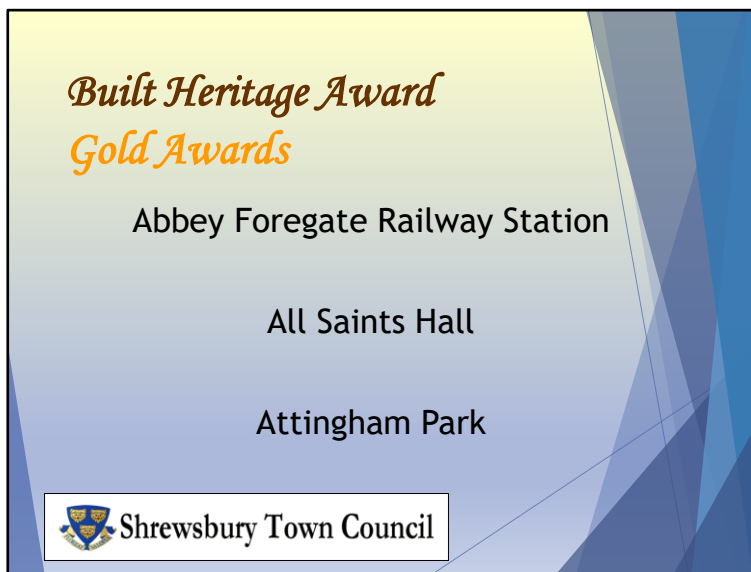 Built Heritage Award
Gold Awards
Abbey Foregate Railway Station
All Saints Hall
Attingham Park
Shrewsbury Town Council